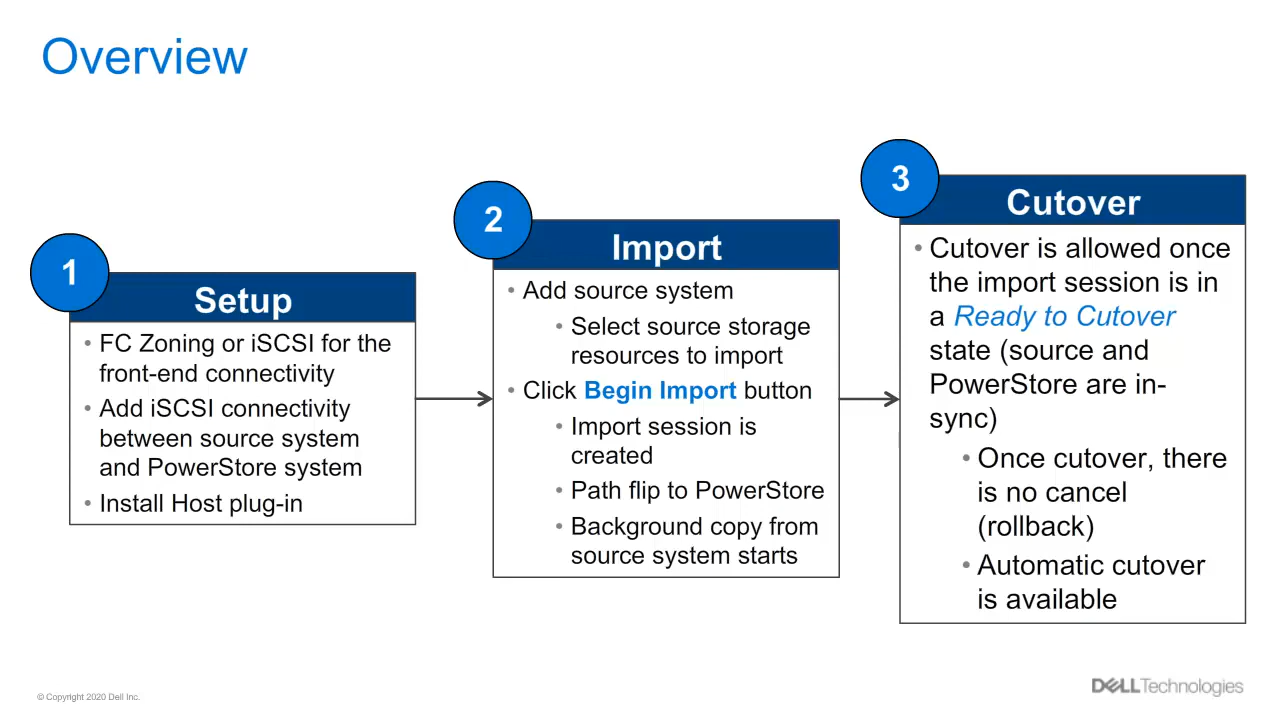 Overview
1
Setup
• FC Zoning or iSCSI for the
front-end connectivity
• Add iSCSI connectivity
between source system
and PowerStore system
• Install Host plug-in
2
Import
• Add source system
• Select source storage
resources to import
• Click Begin Import button
• Import session is
created
• Path flip to PowerStore
• Background copy from
source system starts
3
Cutover
• Cutover is allowed once
the import session is in
a Ready to Cutover
state (source and
PowerStore are in-
sync)
• Once cutover, there
is no cancel
(rollback)
• Automatic cutover
is available
© Copyright 2020 Dell Inc.
DELLTechnologies